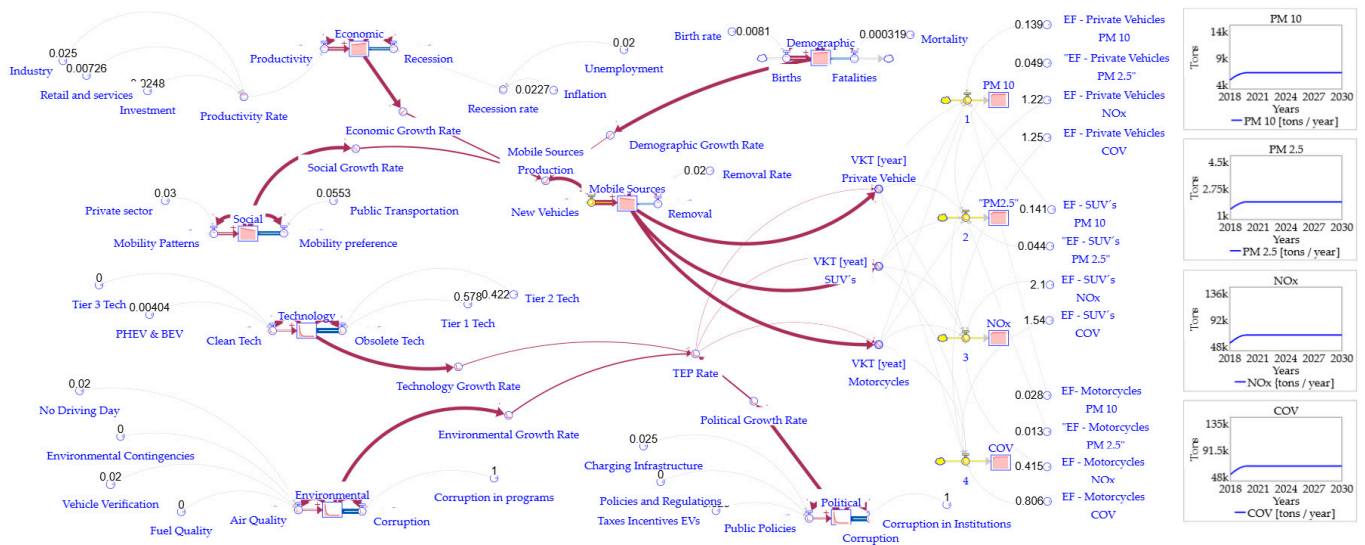 0.025
Industry
0.00726
Retail and services
0248
Investment
Productivity Rate
Economic
Productivity
Recession
0.02
Unemployment
0.0227
Inflation
Recession rate
Economic Growth Rate
Birth rate
0.0081
Demographic
0.000319
Mortality
Births
Fatalities
Demographic Growth Rate
Social Growth Rate
Mobile Sources
Production
0.03
Private sector
0.0553
Public Transportation
Social
Mobility Patterns
Mobility preference
Mobile Sources
0.02
Removal Rate
New Vehicles
Removal
VKT [year]
Private Vehicle
VKT [yeat]
SUV´s
VKT [yeat]
Motorcycles
0
Tier 3 Tech
0.00404
PHEV & BEV
Technology
Clean Tech
Obsolete Tech
0.578
0.422
Tier 2 Tech
Tier 1 Tech
Technology Growth Rate
TEP Rate
Political Growth Rate
Environmental Growth Rate
0.02
No Driving Day
0
Environmental Contingencies
0.02
Vehicle Verification
0
Fuel Quality
Environmental
Air Quality
Corruption
1
Corruption in programs
0.025
Charging Infrastructure
0
Policies and Regulations
Taxes Incentives EVs
Public Policies
Political
Corruption
1
Corruption in Institutions
PM 10
1
"PM2.5"
2
NOx
3
COV
4
0.139
EF - Private Vehicles
PM 10
0.049
"EF - Private Vehicles
PM 2.5"
1.22
EF - Private Vehicles
NOx
1.25
EF - Private Vehicles
COV
0.141
EF - SUV´s
PM 10
0.044
"EF - SUV´s
PM 2.5"
2.1
EF - SUV´s
NOx
1.54
EF - SUV´s
COV
0.028
EF - Motorcycles
PM 10
0.013
"EF - Motorcycles
PM 2.5"
0.415
EF - Motorcycles
NOx
0.806
EF - Motorcycles
COV
PM 10
14k
9k
4k
Tons
2018 2021 2024 2027 2030
Years
PM 10 [tons / year]
PM 2.5
4.5k
2.75k
1k
Tons
2018 2021 2024 2027 2030
Years
PM 2.5 [tons / year]
NOx
136k
92k
48k
Tons
2018 2021 2024 2027 2030
Years
NOx [tons / year]
COV
135k
91.5k
48k
Tons
2018 2021 2024 2027 2030
Years
COV [tons / year]